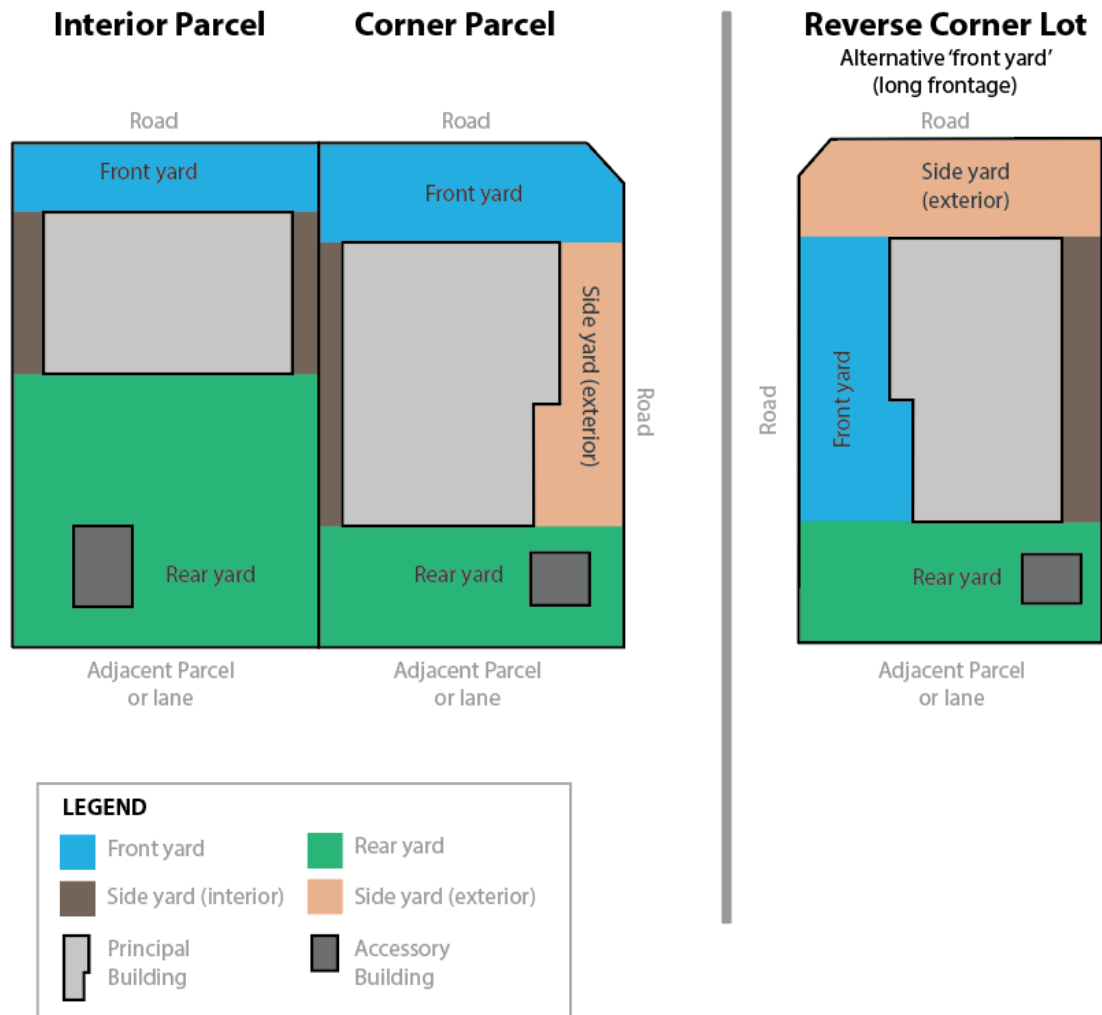 Interior Parcel
Corner Parcel
Reverse Corner Lot
Alternative ‘front yard’
(long frontage)
Road
Road
Road
Front yard
Front yard
Side yard
(exterior)
Side yard (exterior)
Road
Road
Front yard
Rear yard
Rear yard
Rear yard
Adjacent Parcel
or lane
Adjacent Parcel
or lane
Adjacent Parcel
or lane
LEGEND
Front yard
Rear yard
Side yard (interior)
Side yard (exterior)
Principal
Building
Accessory
Building